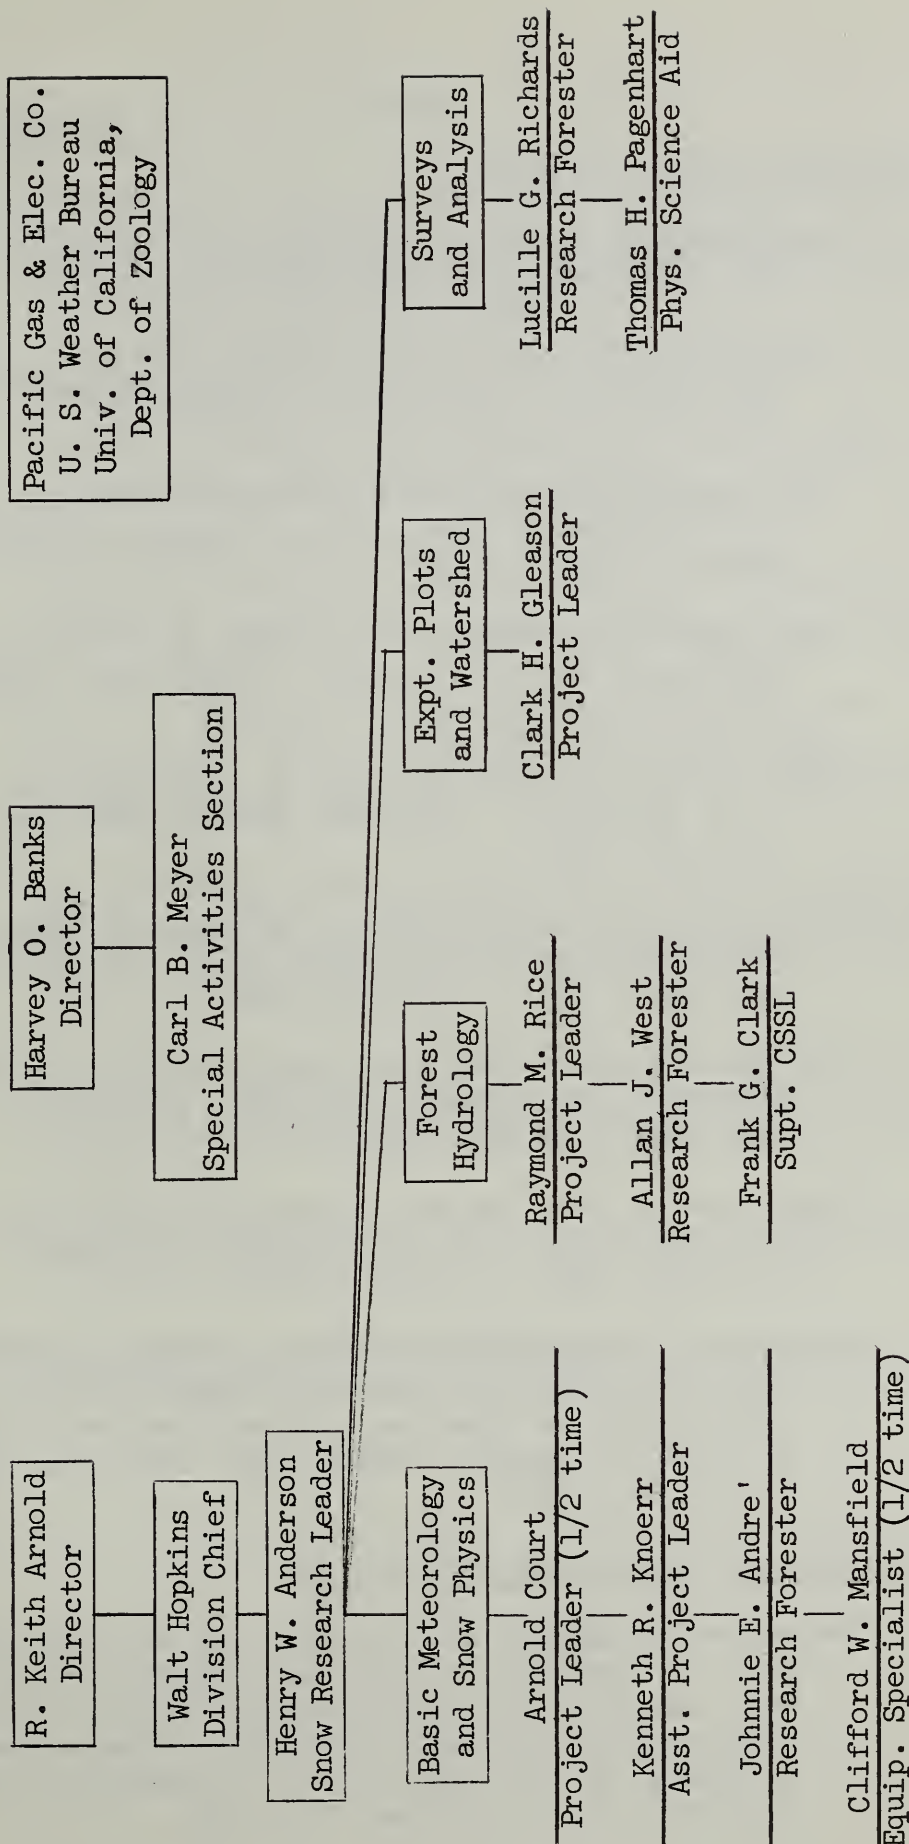 R. Keith Arnold
Director
Harvey O. Banks
Director
Pacific Gas & Elec. Co.
U. S. Weather Bureau
Univ. of California,
Dept. of Zoology
Walt Hopkins
Division Chief
Carl B. Meyer
Special Activities Section
Henry W. Anderson
Snow Research Leader
Basic Meteorology
and Snow Physics
Arnold Court
Project Leader (1/2 time)
Kenneth R. Knoerr
Asst. Project Leader
Johnnie E. Andre'
Research Forester
Clifford W. Mansfield
Equip. Specialist (1/2 time)
Forest
Hydrology
Raymond M. Rice
Project Leader
Allan J. West
Research Forester
Frank G. Clark
Supt. CSSL
Expt. Plots
and Watershed
Clark H. Gleason
Project Leader
Surveys
and Analysis
Lucille G. Richards
Research Forester
Thomas H. Pagenhart
Phys. Science Aid